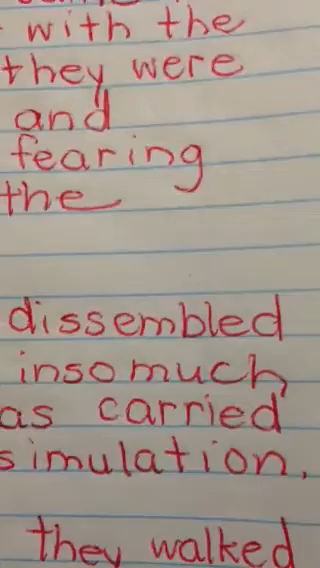 with the
they were
and
fearing
the
dissembled
insomuch
as carried
simulation.
they walked